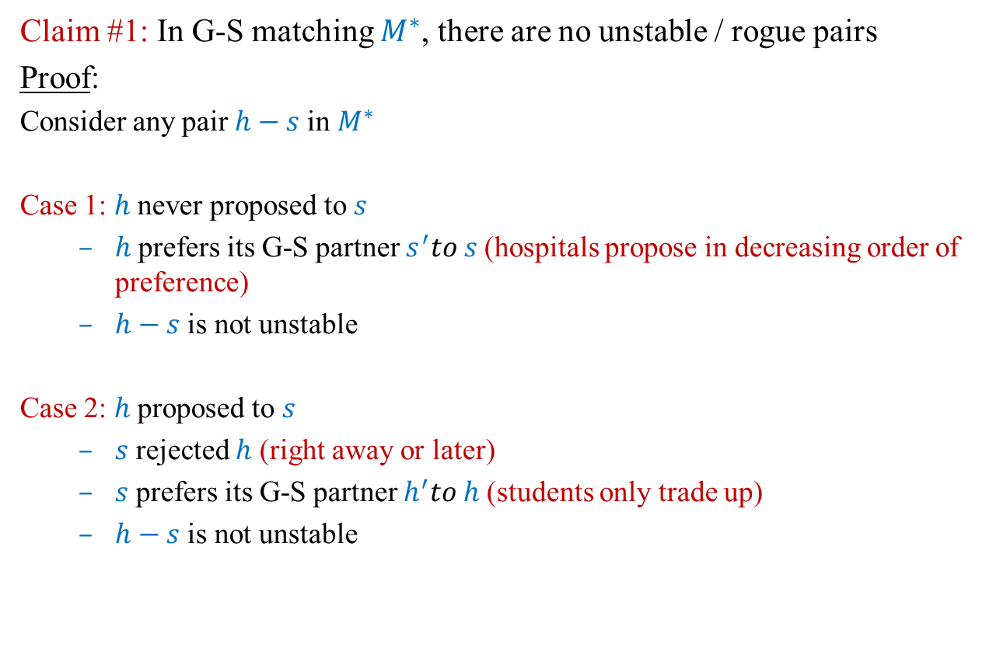 Claim #1: In G-S matching M*, there are no unstable / rogue pairs
Proof:
Consider any pair h − s in M*
Case 1: h never proposed to s
– h prefers its G-S partner s′to s (hospitals propose in decreasing order of
preference)
– h − s is not unstable
Case 2: h proposed to s
– s rejected h (right away or later)
– s prefers its G-S partner h′to h (students only trade up)
– h − s is not unstable